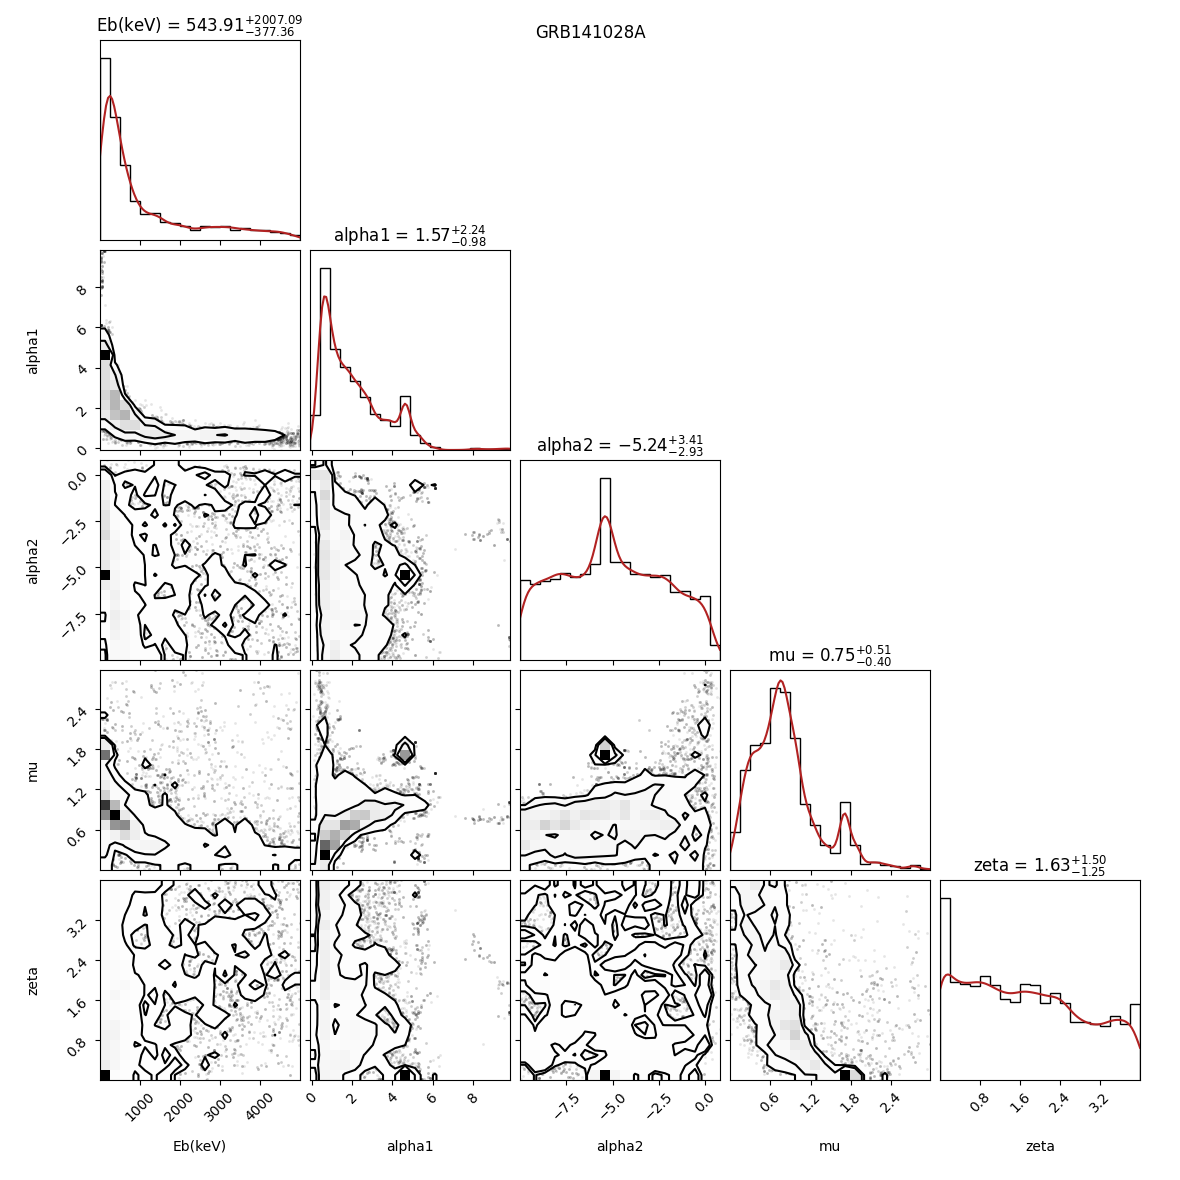 GRB141028A
Eb(keV) = 543.91 +2007.09 −377.36
alpha1 = 1.57 +2.24 −0.98
alpha1
8
6
4
2
0
alpha2 = −5.24 +3.41 −2.93
alpha2
0.0
−2.5
−5.0
−7.5
mu = 0.75 +0.51 −0.40
mu
2.4
1.8
1.2
0.6
zeta = 1.63 +1.50 −1.25
zeta
3.2
2.4
1.6
0.8
1000 2000 3000 4000
0 2 4 6 8
−7.5 −5.0 −2.5 0.0
0.6 1.2 1.8 2.4
0.8 1.6 2.4 3.2
Eb(keV) alpha1 alpha2 mu zeta